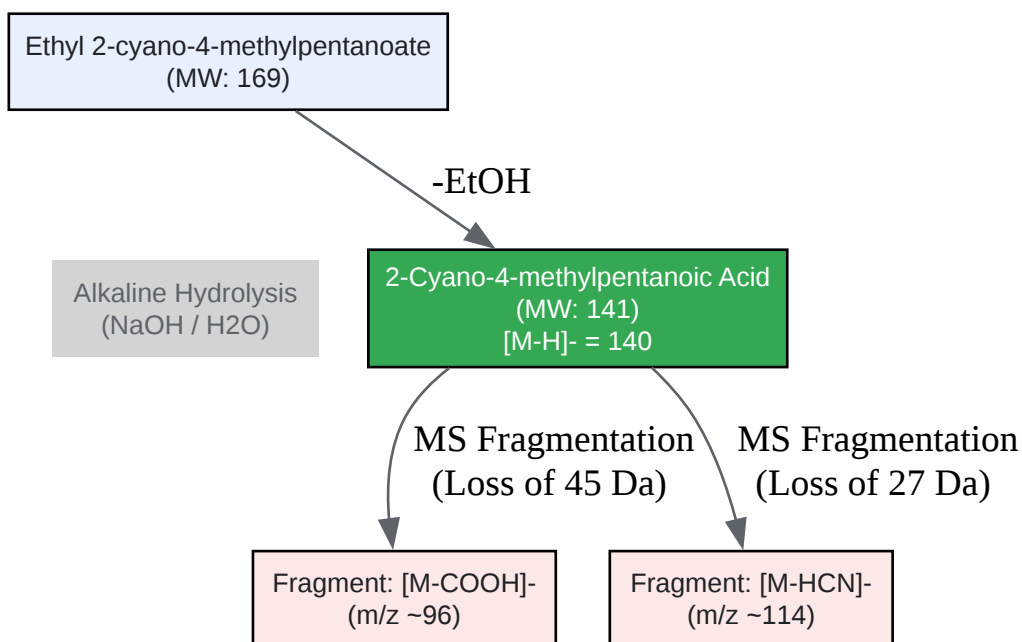 Ethyl 2-cyano-4-methylpentanoate
(MW: 169)
-EtOH
Alkaline Hydrolysis
(NaOH / H2O)
2-Cyano-4-methylpentanoic Acid
(MW: 141)
[M-H]- = 140
MS Fragmentation
(Loss of 45 Da)
MS Fragmentation
(Loss of 27 Da)
Fragment: [M-COOH]-
(m/z ~96)
Fragment: [M-HCN]-
(m/z ~114)